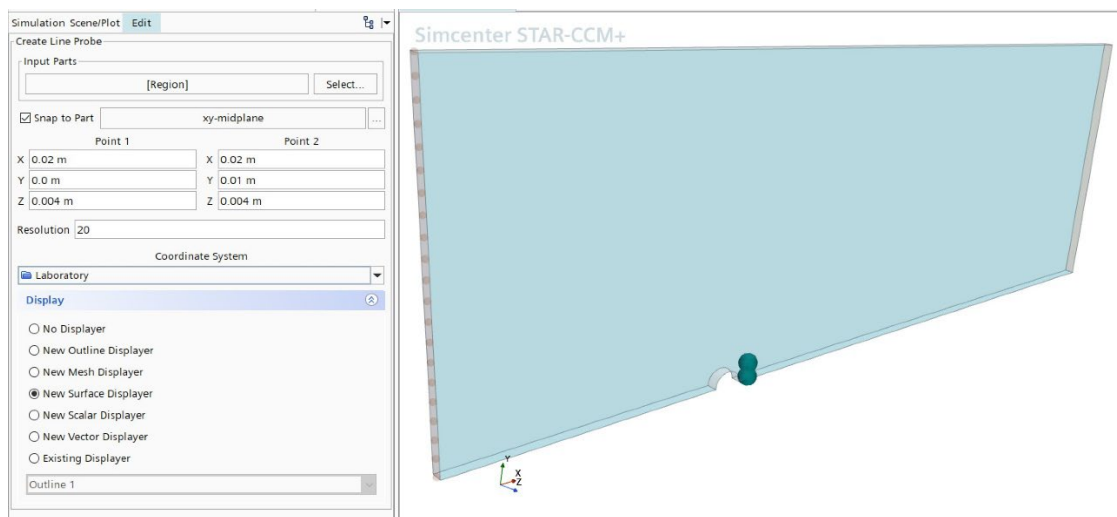 Simulation Scene/Plot Edit
Create Line Probe
Input Parts
[Region] Select...
Snap to Part xy-midplane ...
Point 1 Point 2
X 0.02 m X 0.02 m
Y 0.0 m Y 0.01 m
Z 0.004 m Z 0.004 m
Resolution 20
Coordinate System
Laboratory
Display
No Displayer
New Outline Displayer
New Mesh Displayer
New Surface Displayer
New Scalar Displayer
New Vector Displayer
Existing Displayer
Outline 1
Simcenter STAR-CCM+
Y
X
Z